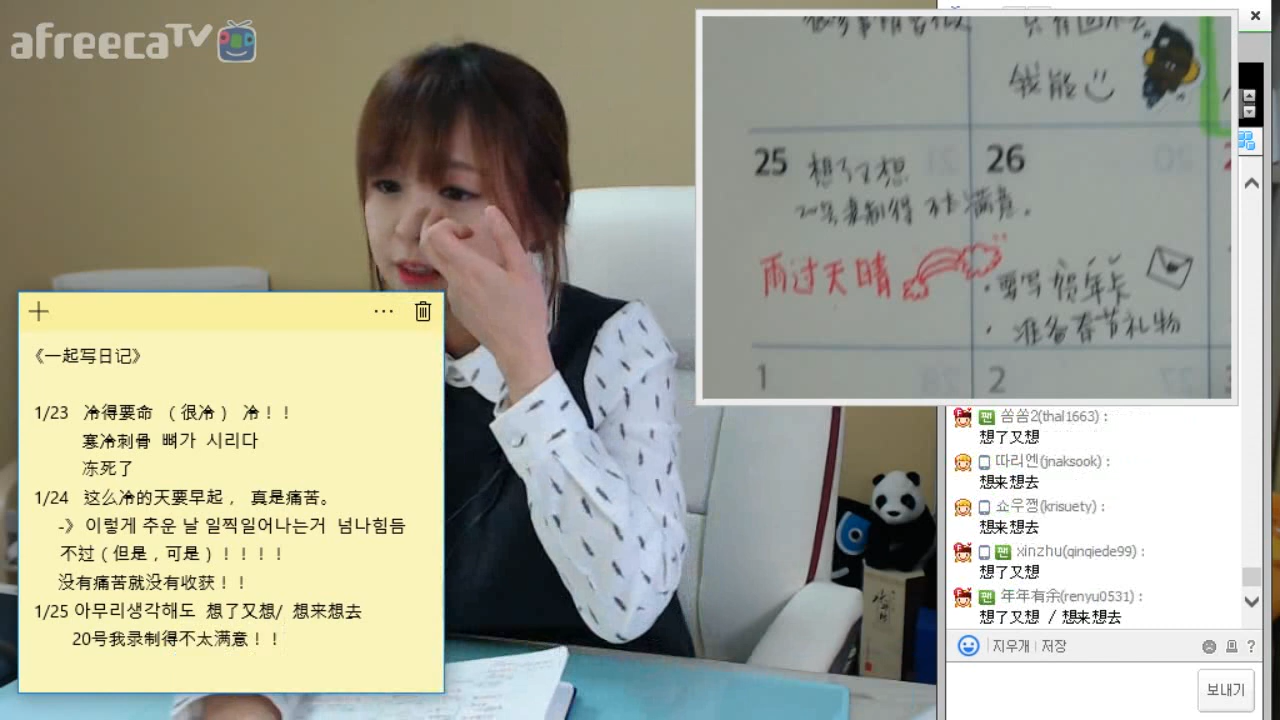 afreecaTV
《一起写日记》
1/23 冷得要命 （很冷） 冷！！
寒冷刺骨 뼈가 시리다
冻死了
1/24 这么冷的天要早起， 真是痛苦。
-》 이렇게 추운 날 일찍일어나는거 넘나힘듬
不过（但是，可是）！！！！
没有痛苦就没有收获！！
1/25 아무리생각해도 想了又想/ 想来想去
20号我录制得不太满意！！
我能
25 想了又想
不太满意.
雨过天晴
26
· 要写贺年卡
· 准备春节礼物
1
2
팬 쏨쏨2(thal1663) :
想了又想
따리엔(jnaksook) :
想来想去
쇼우쨍(krisuety) :
想来想去
팬 xinzhu(qinqiede99) :
想了又想
팬 年年有余(renyu0531) :
想了又想 / 想来想去
지우개 저장
보내기